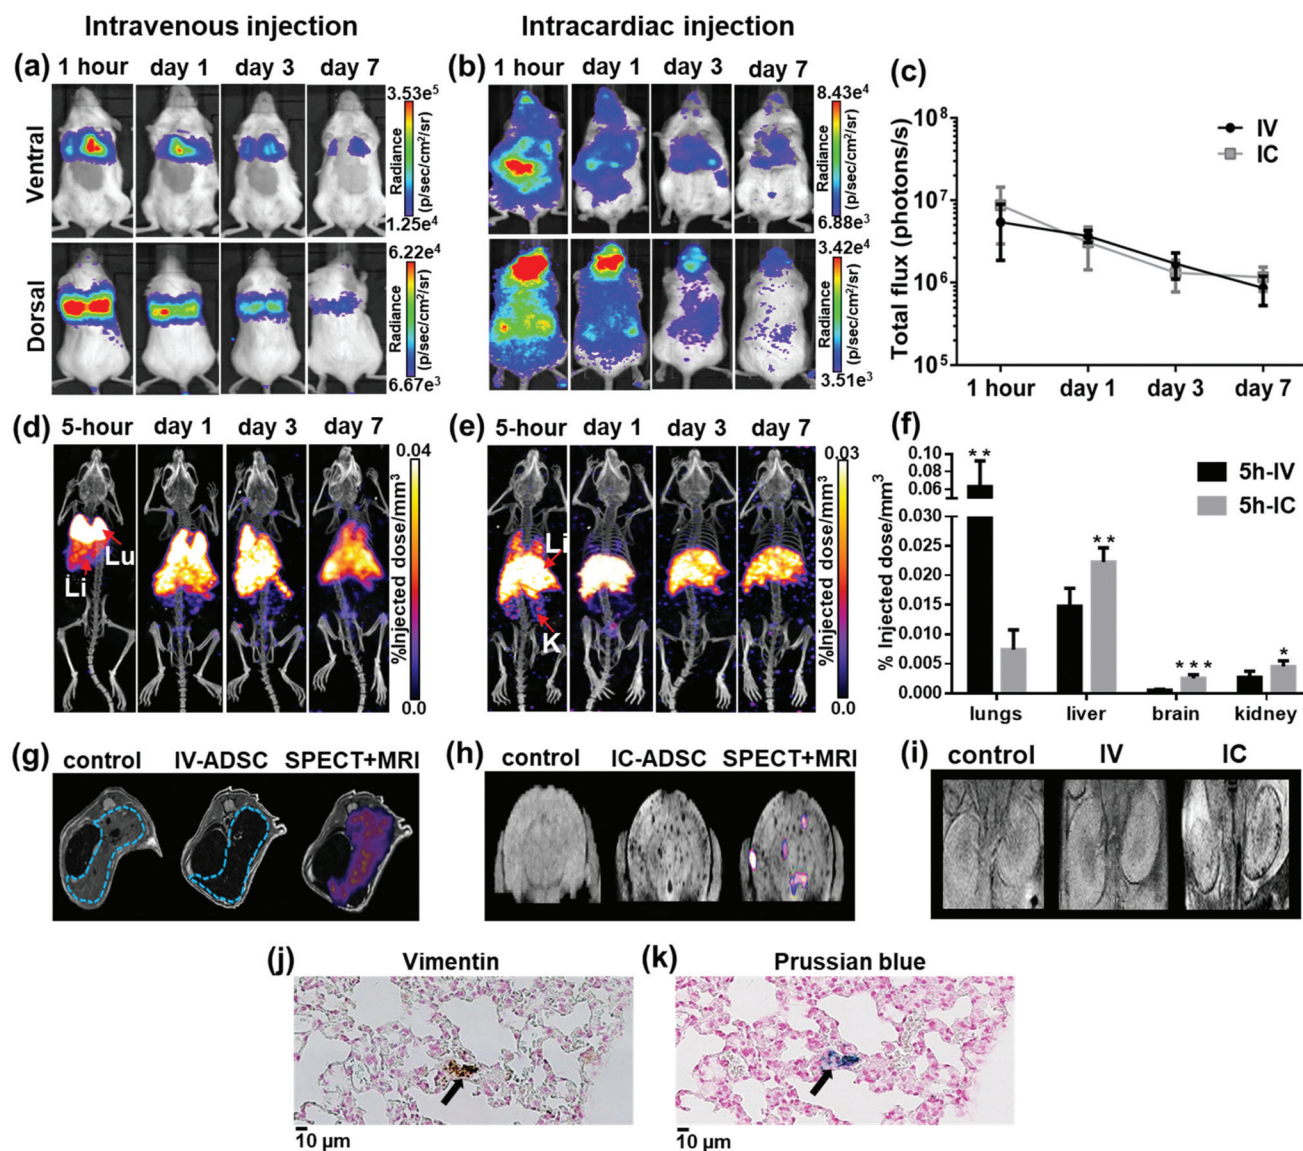 Intravenous injection
Intracardiac injection
(a) 1 hour day 1 day 3 day 7
Ventral
Dorsal
3.53e⁵
Radiance
(p/sec/cm²/sr)
1.25e⁴
6.22e⁴
Radiance
(p/sec/cm²/sr)
6.67e³
(b) 1 hour day 1 day 3 day 7
8.43e⁴
Radiance
(p/sec/cm²/sr)
6.88e³
3.42e⁴
Radiance
(p/sec/cm²/sr)
3.51e³
(c)
Total flux (photons/s)
10⁸
10⁷
10⁶
10⁵
IV
IC
1 hour day 1 day 3 day 7
(d) 5-hour day 1 day 3 day 7
Lu
Li
0.04
%Injected dose/mm³
0.0
(e) 5-hour day 1 day 3 day 7
Li
K
0.03
%Injected dose/mm³
0.0
(f)
% Injected dose/mm³
0.10
0.08
0.06
0.030
0.025
0.020
0.015
0.010
0.005
0.000
**
**
***
*
5h-IV
5h-IC
lungs liver brain kidney
(g) control IV-ADSC SPECT+MRI
(h) control IC-ADSC SPECT+MRI
(i) control IV IC
(j) Vimentin
10 µm
(k) Prussian blue
10 µm